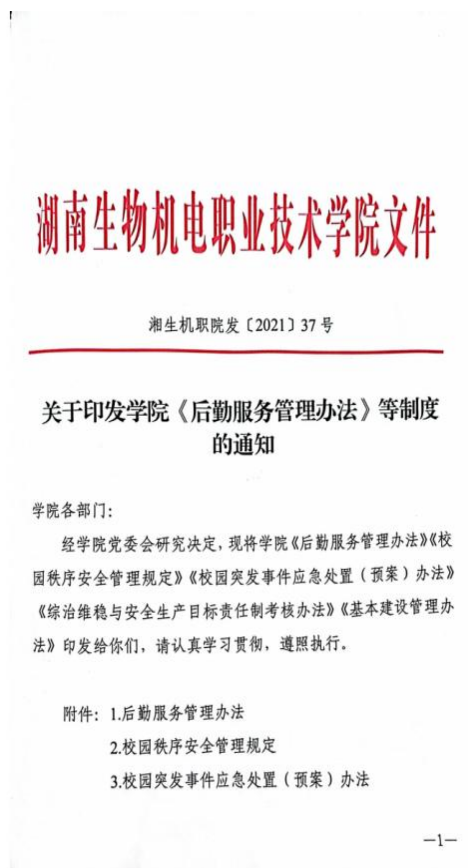 湖南生物机电职业技术学院文件
湘生机职院发〔2021〕37号
关于印发学院《后勤服务管理办法》等制度
的通知
学院各部门：
经学院党委会研究决定，现将学院《后勤服务管理办法》《校
园秩序安全管理规定》《校园突发事件应急处置（预案）办法》
《综治维稳与安全生产目标责任制考核办法》《基本建设管理办
法》印发给你们，请认真学习贯彻，遵照执行。
附件：1.后勤服务管理办法
2.校园秩序安全管理规定
3.校园突发事件应急处置（预案）办法
—1—